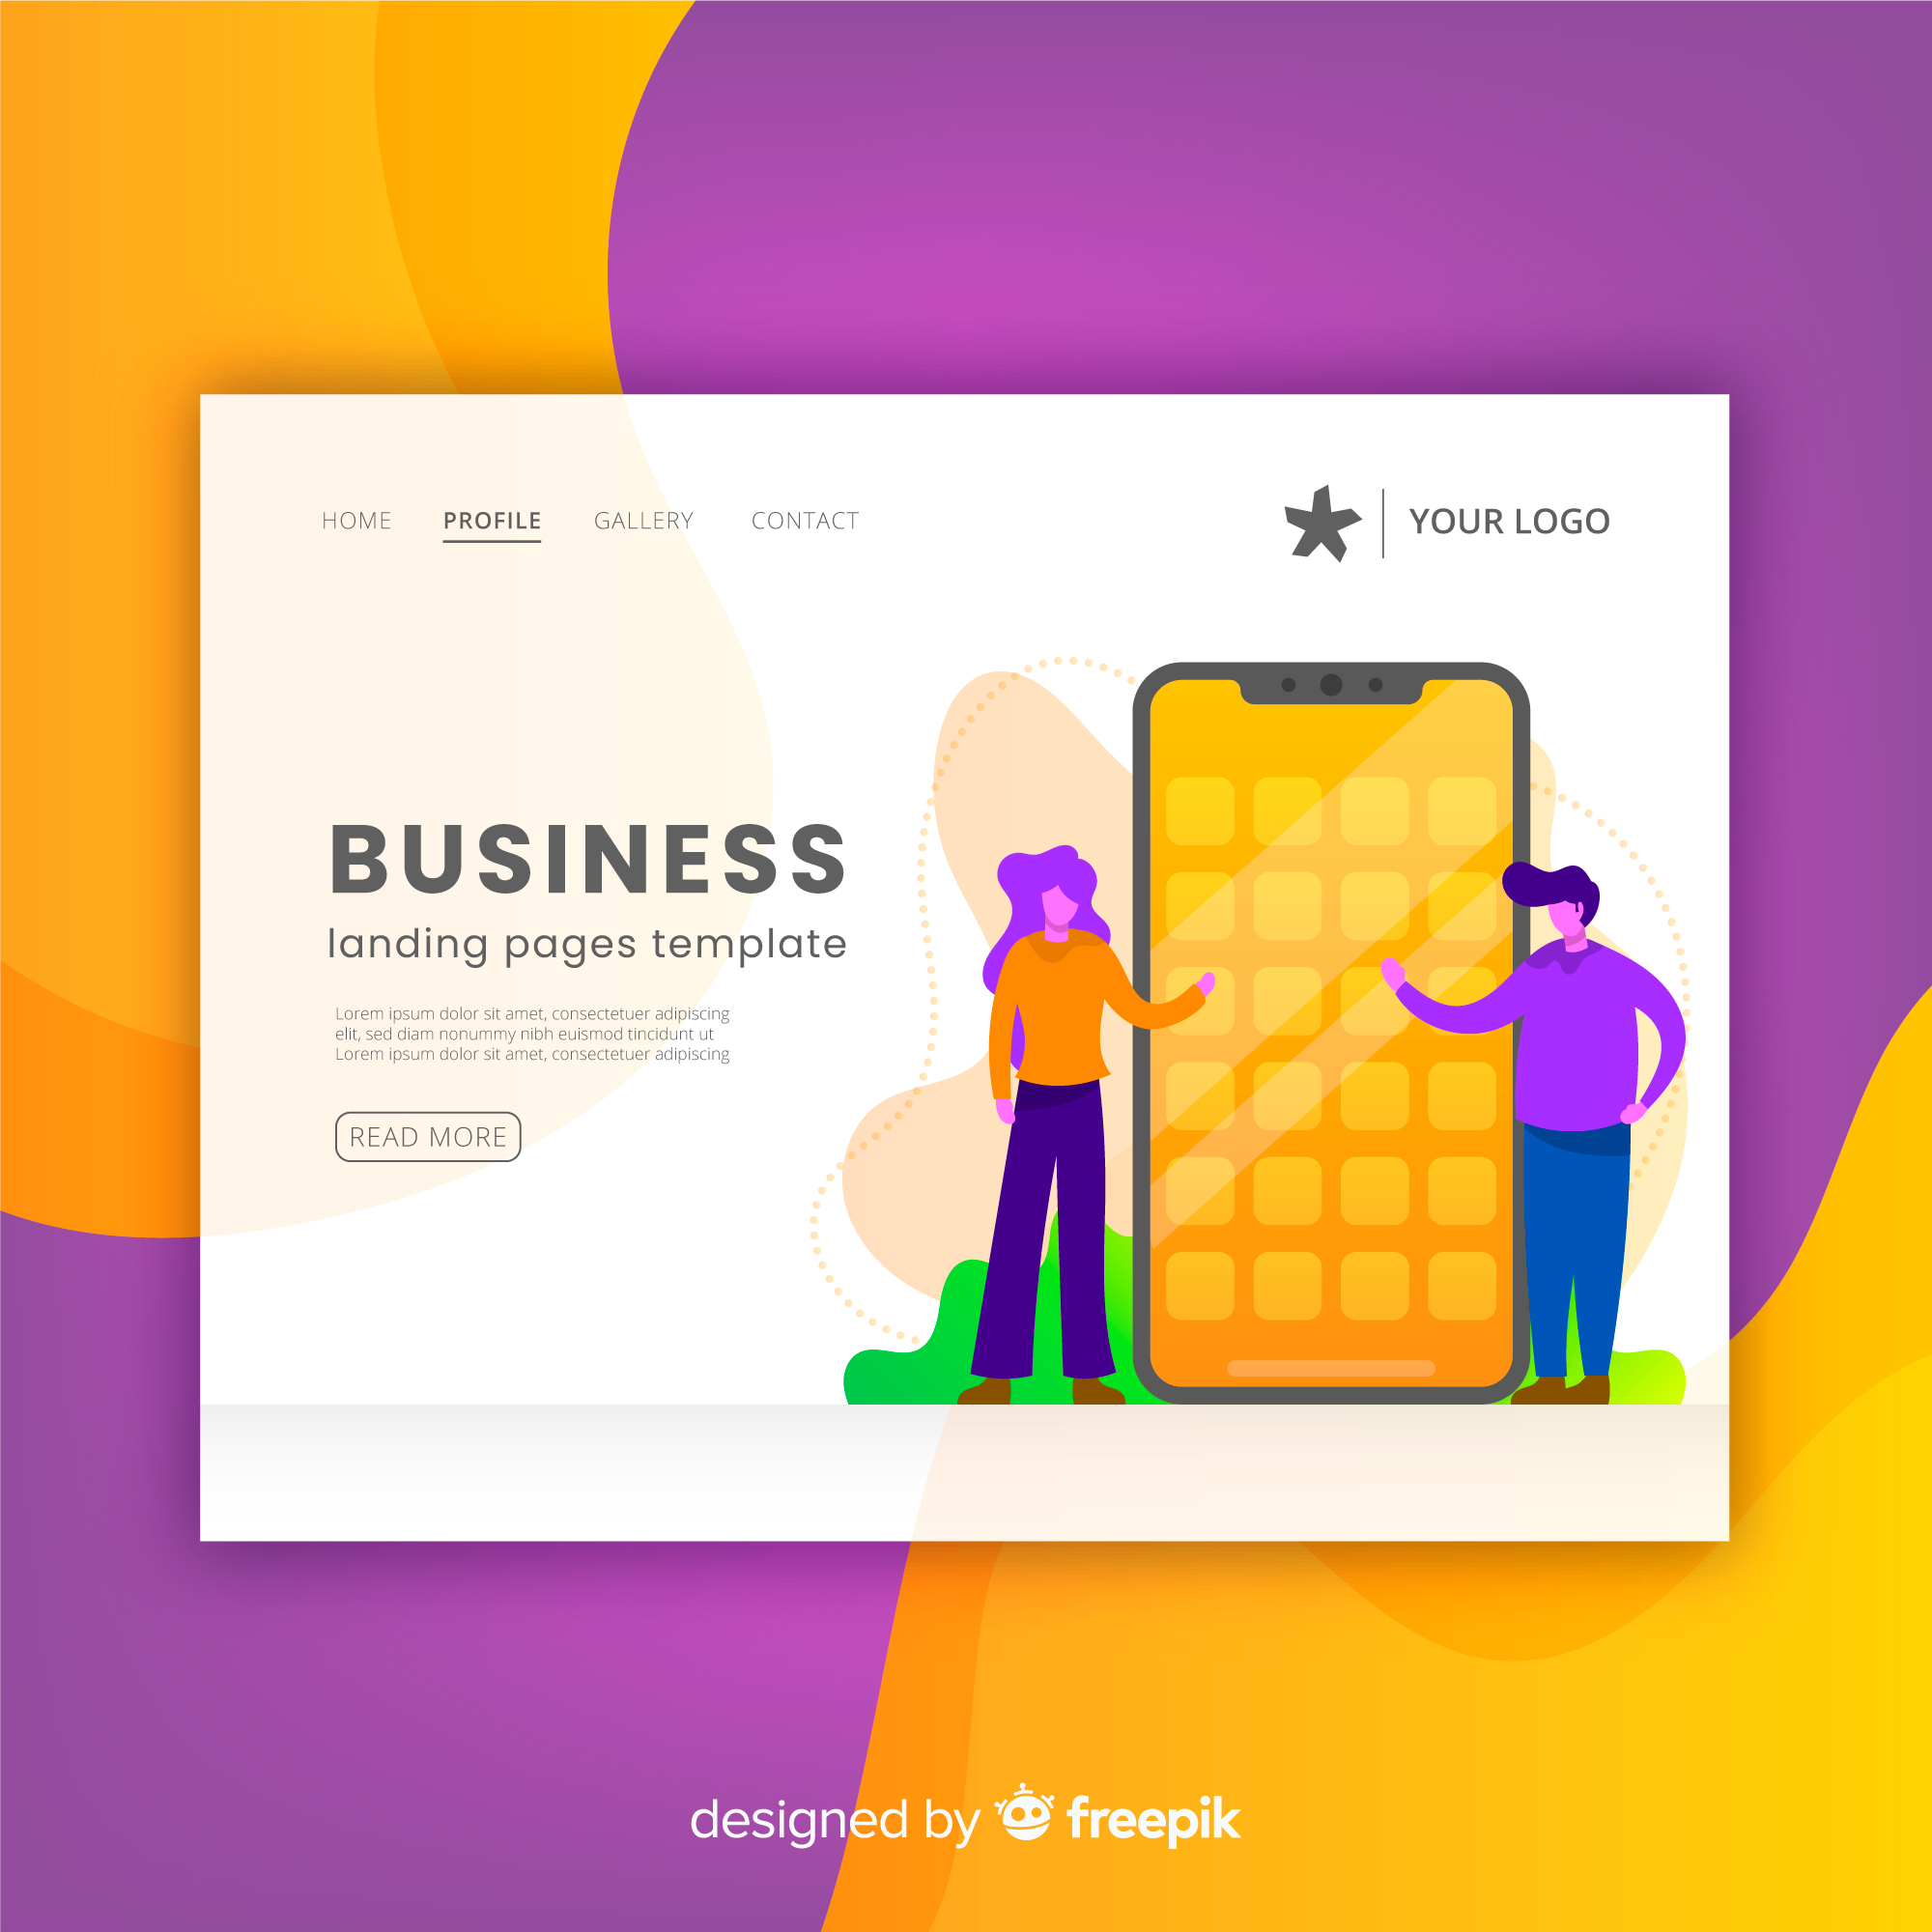 HOME PROFILE GALLERY CONTACT
YOUR LOGO
BUSINESS
landing pages template
Lorem ipsum dolor sit amet, consectetuer adipiscing
elit, sed diam nonummy nibh euismod tincidunt ut
Lorem ipsum dolor sit amet, consectetuer adipiscing
READ MORE
designed by freepik